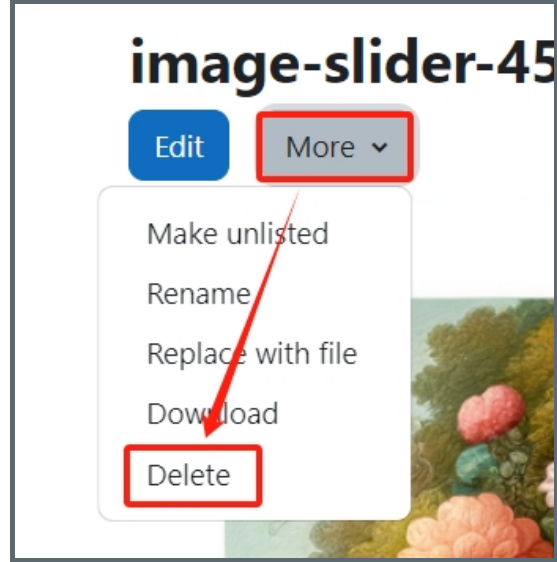 image-slider-45
Edit More
Make unlisted
Rename
Replace with file
Download
Delete